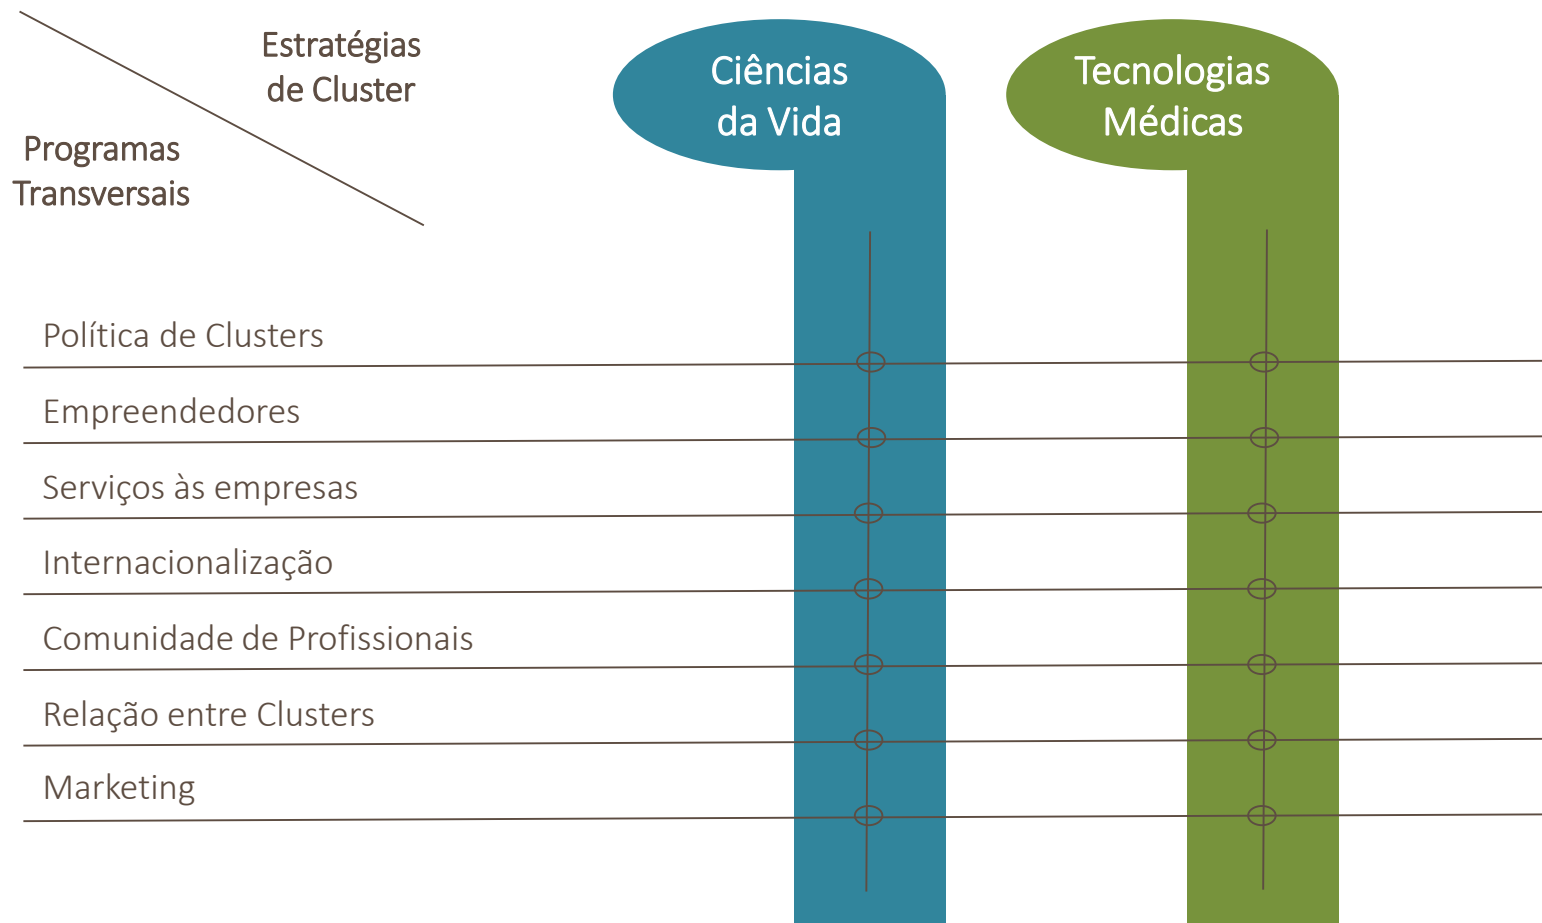 Estratégias
de Cluster
Programas
Transversais
Ciências
da Vida
Tecnologias
Médicas
Política de Clusters
Empreendedores
Serviços às empresas
Internacionalização
Comunidade de Profissionais
Relação entre Clusters
Marketing